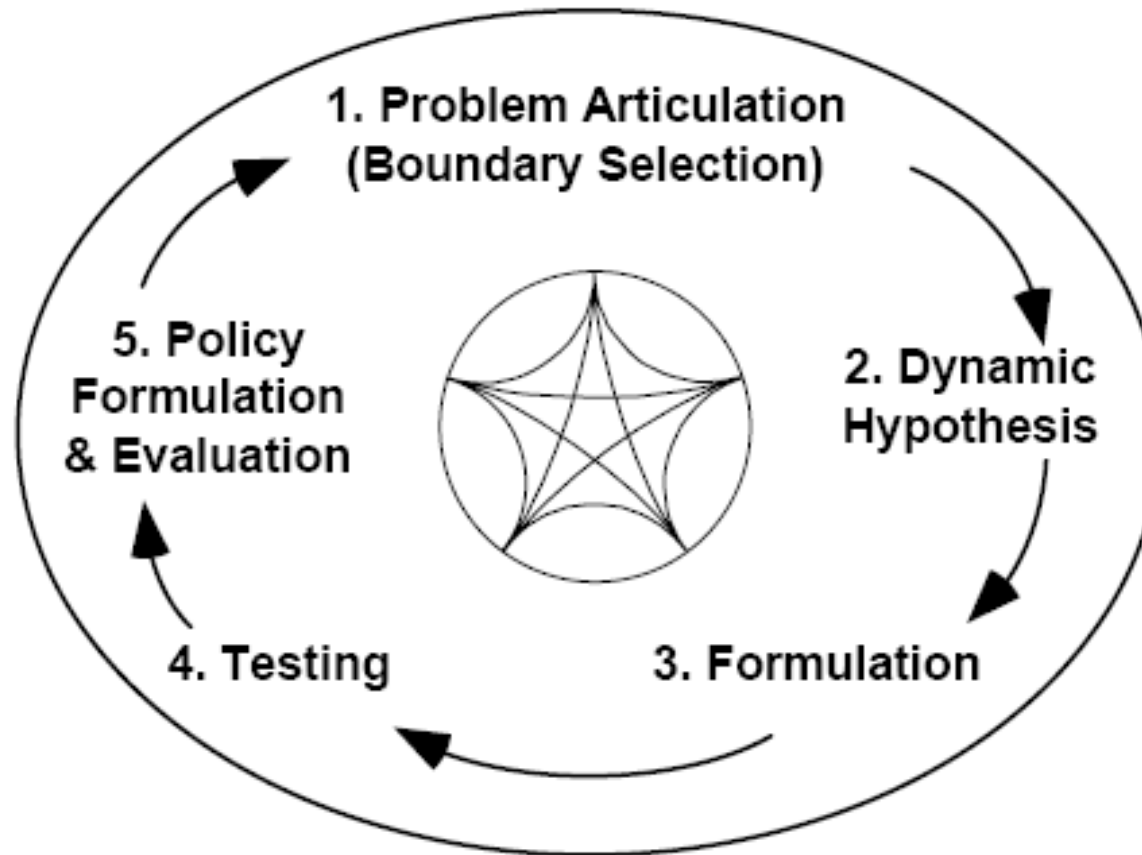 1. Problem Articulation
(Boundary Selection)
2. Dynamic
Hypothesis
3. Formulation
4. Testing
5. Policy
Formulation
& Evaluation